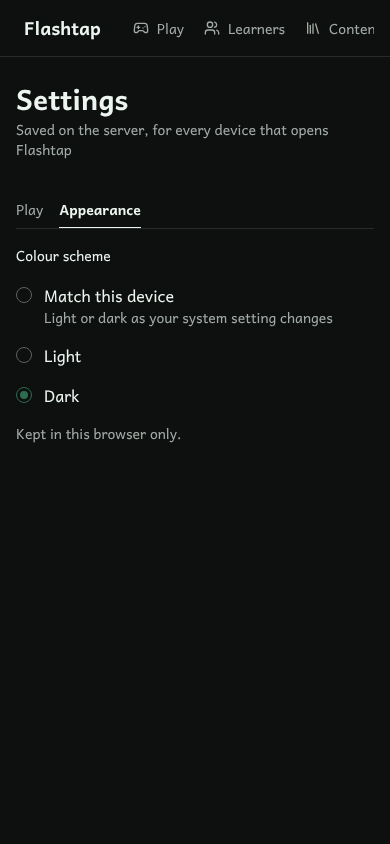 Flashtap Play Learners Conten
Settings
Saved on the server, for every device that opens
Flashtap
Play Appearance
Colour scheme
Match this device
Light or dark as your system setting changes
Light
Dark
Kept in this browser only.